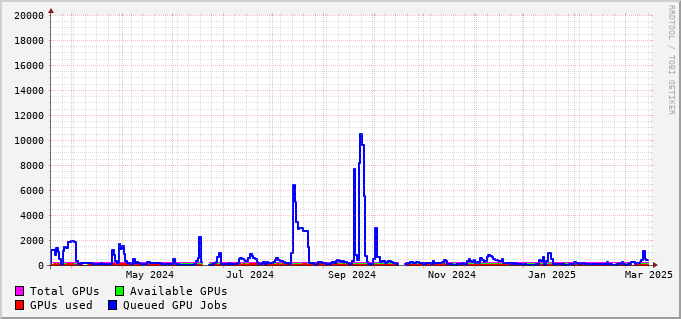 20000
18000
16000
14000
12000
10000
8000
6000
4000
2000
0
May 2024 Jul 2024 Sep 2024 Nov 2024 Jan 2025 Mar 2025
Total GPUs Available GPUs
GPUs used Queued GPU Jobs
RRDTOOL / TOBI OETIKER